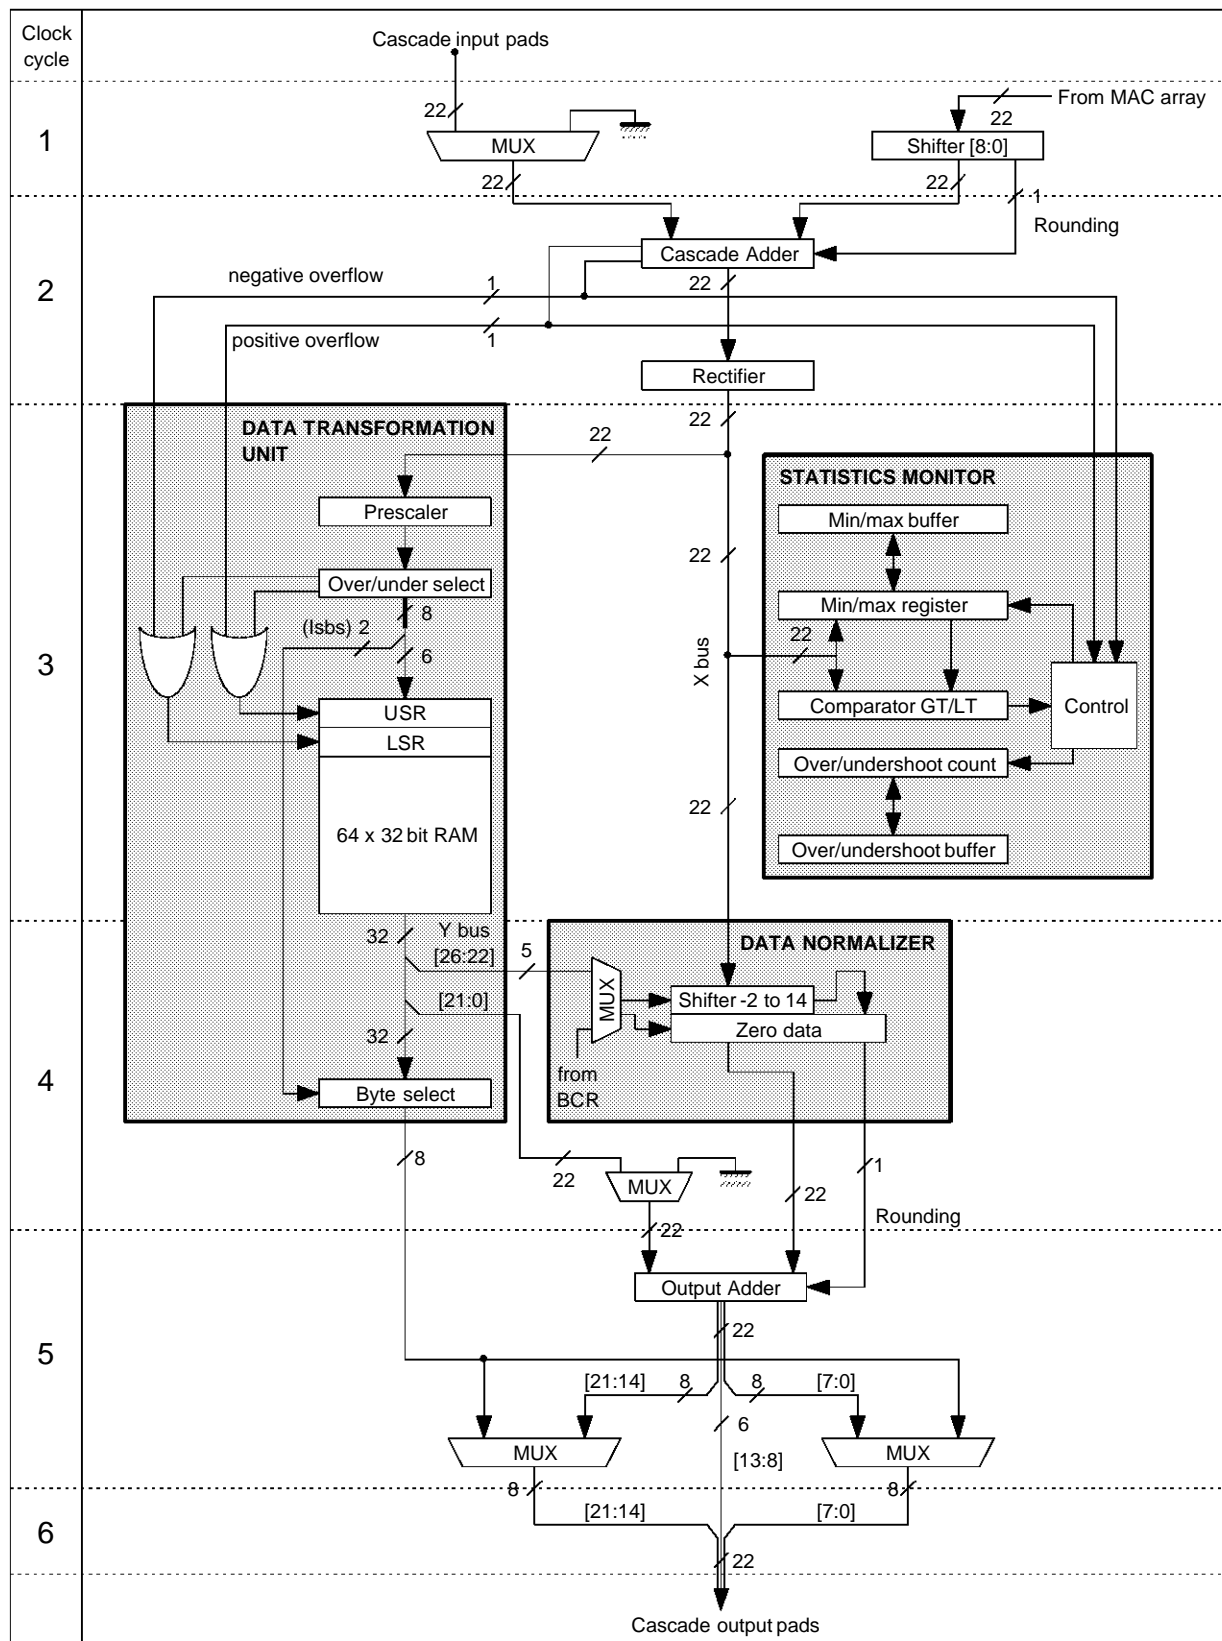 Clock
cycle
Cascade input pads
22
From MAC array
22
1
MUX
Shifter [8:0]
22
22
1
Rounding
Cascade Adder
negative overflow
1
22
2
positive overflow
1
Rectifier
22
DATA TRANSFORMATION
UNIT
22
STATISTICS MONITOR
Prescaler
Min/max buffer
22
Over/under select
8
Min/max register
(lsbs) 2
6
22
X bus
3
USR
Comparator GT/LT
Control
LSR
Over/undershoot count
22
64 x 32 bit RAM
Over/undershoot buffer
32
Y bus
[26:22]
5
DATA NORMALIZER
MUX
[21:0]
Shifter -2 to 14
Zero data
32
from
BCR
4
Byte select
8
22
MUX
22
1
22
Rounding
Output Adder
22
5
[21:14]
8
8
[7:0]
6
MUX
[13:8]
MUX
8
8
[21:14]
[7:0]
6
22
Cascade output pads